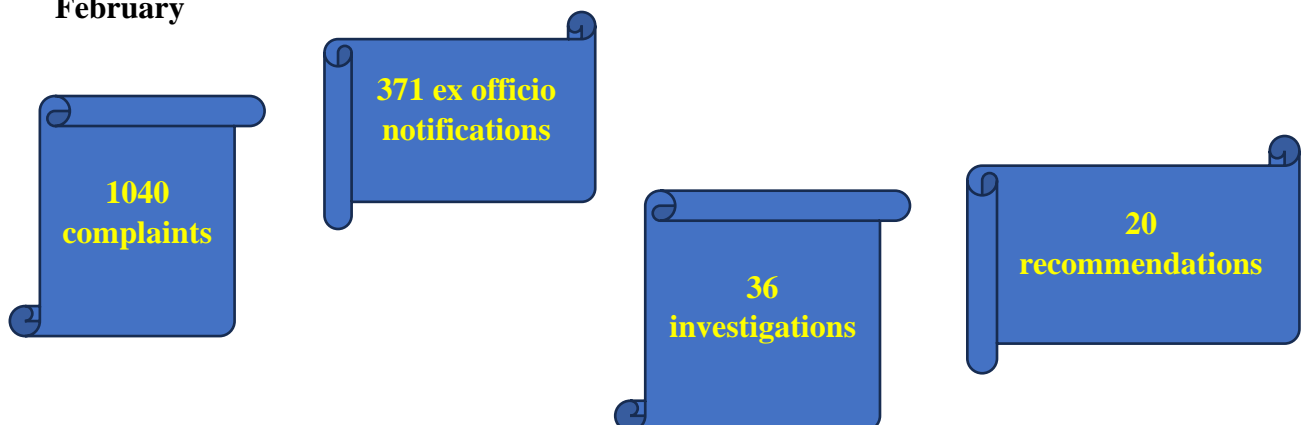 February
1040
complaints
371 ex officio
notifications
36
investigations
20
recommendations